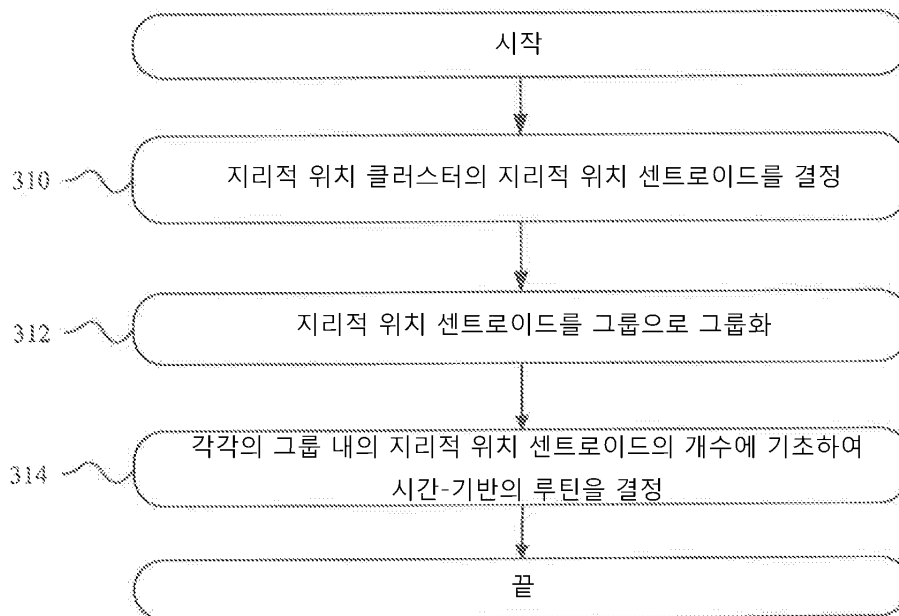 시작
310
지리적 위치 클러스터의 지리적 위치 센트로이드를 결정
312
지리적 위치 센트로이드를 그룹으로 그룹화
각각의 그룹 내의 지리적 위치 센트로이드의 개수에 기초하여
314
시간-기반의 루틴을 결정
끝